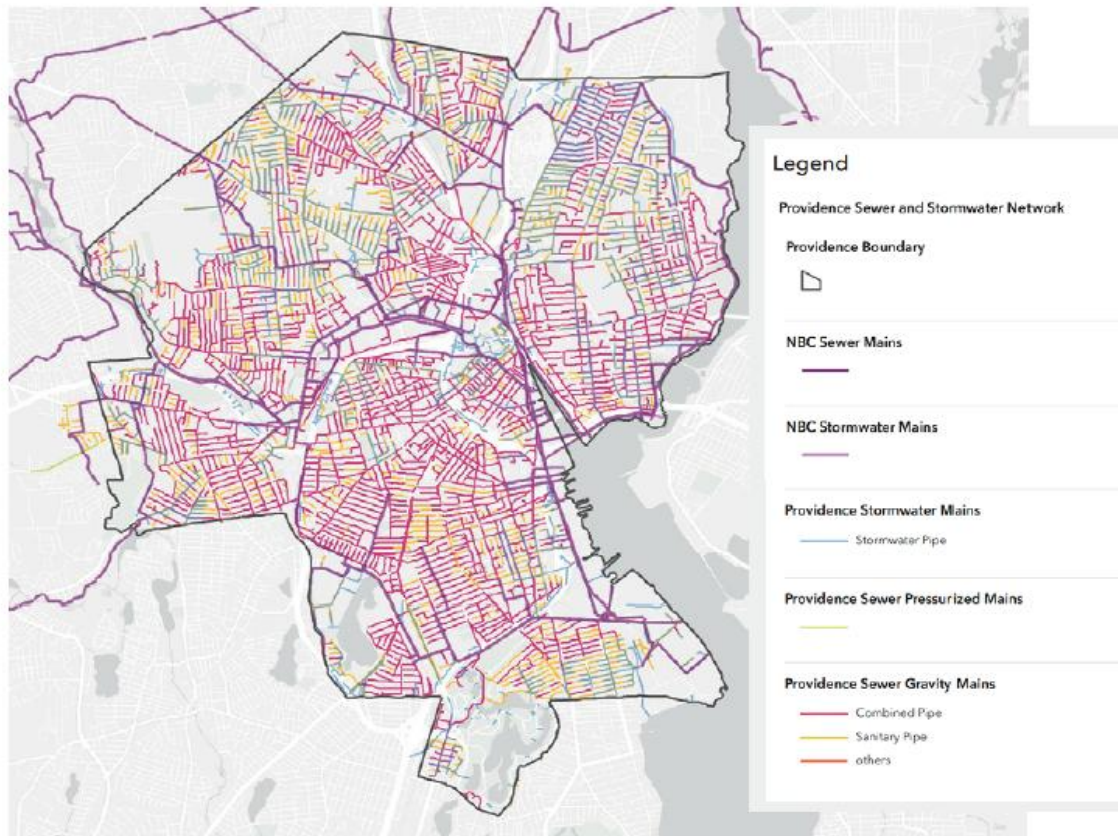 Legend
Providence Sewer and Stormwater Network
Providence Boundary
NBC Sewer Mains
NBC Stormwater Mains
Providence Stormwater Mains
Stormwater Pipe
Providence Sewer Pressurized Mains
Providence Sewer Gravity Mains
Combined Pipe
Sanitary Pipe
others